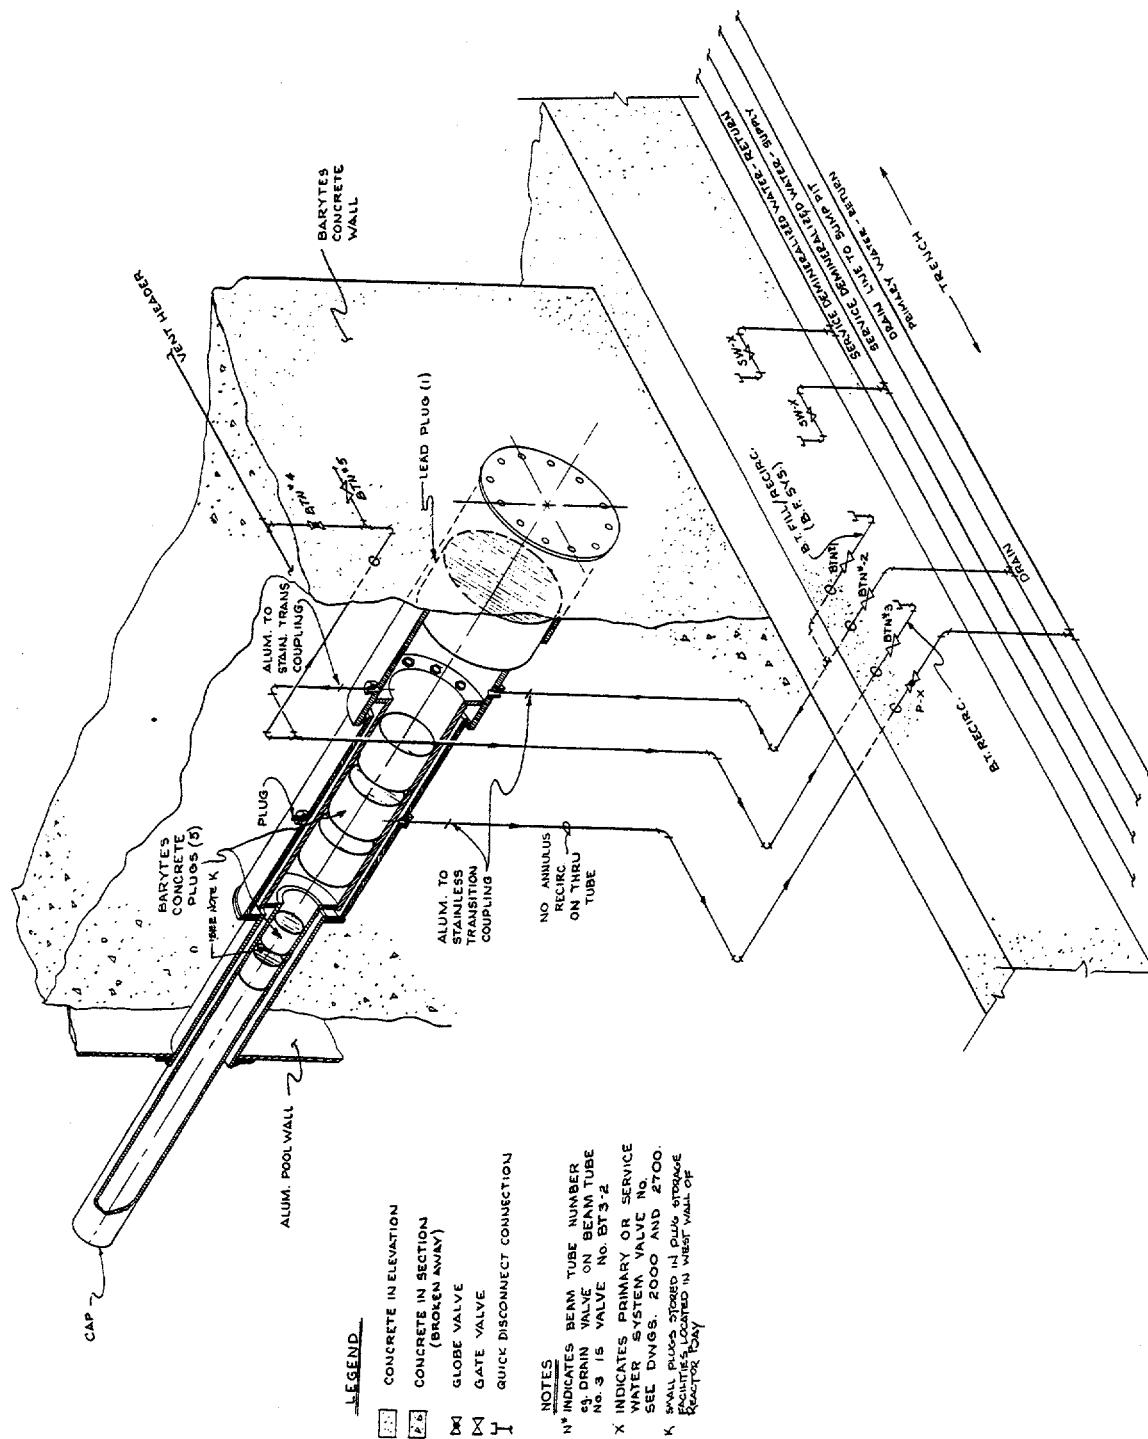 CAP
ALUM. POOL WALL
BARYTES
CONCRETE
PLUGS (5)
SEE NOTE K
PLUG
ALUM. TO
STAIN. TRANS
COUPLING
VENT HEADER
BARYTES
CONCRETE
WALL
BTN#4
BTN#5
LEAD PLUG (1)
ALUM. TO
STAINLESS
TRANSITION
COUPLING
NO ANNULUS
RECIRC
ON THRU
TUBE
SERVICE DEMINERALIZED WATER - RETURN
SERVICE DEMINERALIZED WATER - SUPPLY
DRAIN LINE TO SUMP PIT
PRIMARY WATER - RETURN
TRENCH
SW-X
SW-X
B.T. FILL/RECIRC.
(B.F. SYS.)
BTN#1
BTN#-2
BTN#3
P-X
B.T. RECIRC.
DRAIN
LEGEND
CONCRETE IN ELEVATION
CONCRETE IN SECTION
(BROKEN AWAY)
GLOBE VALVE
GATE VALVE
QUICK DISCONNECT CONNECTION
NOTES
N# INDICATES BEAM TUBE NUMBER
eg. DRAIN VALVE ON BEAM TUBE
No. 3 IS VALVE No. BT3-2
X INDICATES PRIMARY OR SERVICE
WATER SYSTEM VALVE No.
SEE DWGS. 2000 AND 2700.
K SMALL PLUGS STORED IN PLUG STORAGE
FACILITIES LOCATED IN WEST WALL OF
REACTOR BAY